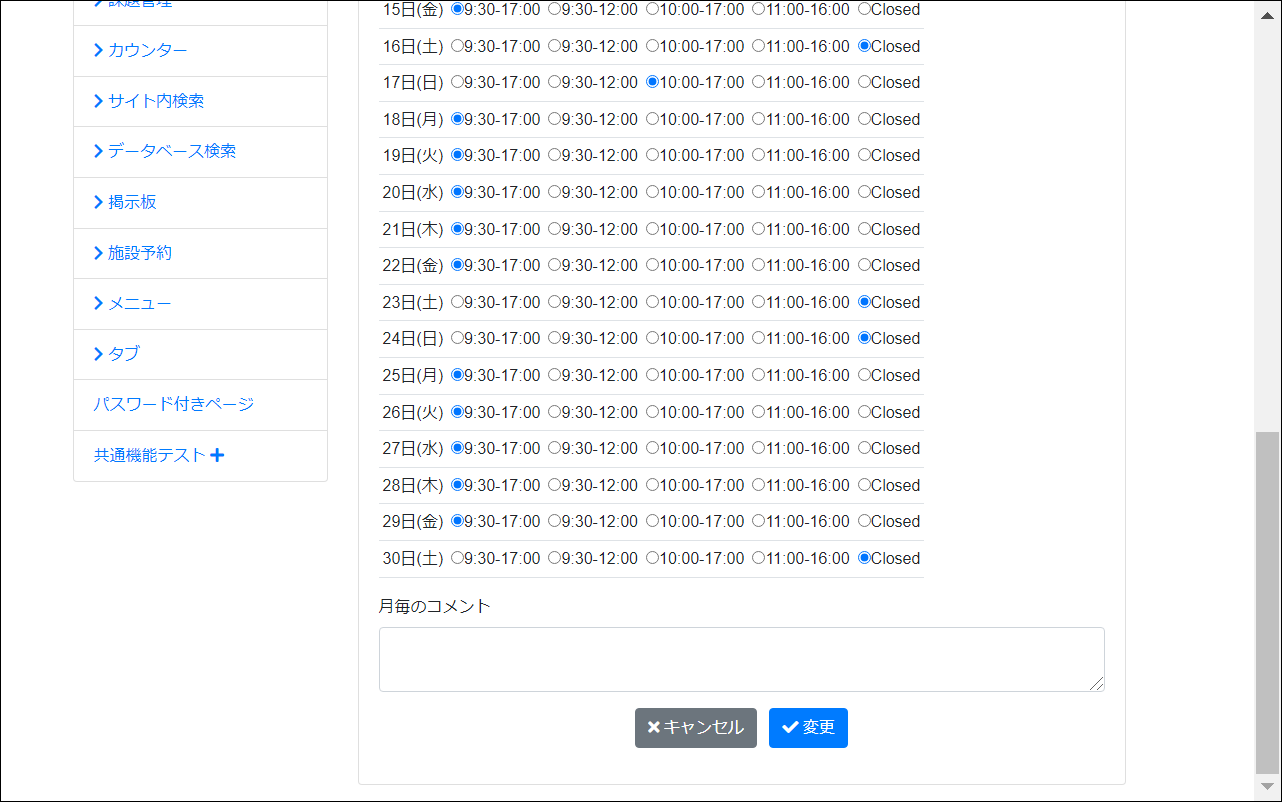 課題管理
カウンター
サイト内検索
データベース検索
掲示板
施設予約
メニュー
タブ
パスワード付きページ
共通機能テスト
15日(金) 9:30-17:00 9:30-12:00 10:00-17:00 11:00-16:00 Closed
16日(土) 9:30-17:00 9:30-12:00 10:00-17:00 11:00-16:00 Closed
17日(日) 9:30-17:00 9:30-12:00 10:00-17:00 11:00-16:00 Closed
18日(月) 9:30-17:00 9:30-12:00 10:00-17:00 11:00-16:00 Closed
19日(火) 9:30-17:00 9:30-12:00 10:00-17:00 11:00-16:00 Closed
20日(水) 9:30-17:00 9:30-12:00 10:00-17:00 11:00-16:00 Closed
21日(木) 9:30-17:00 9:30-12:00 10:00-17:00 11:00-16:00 Closed
22日(金) 9:30-17:00 9:30-12:00 10:00-17:00 11:00-16:00 Closed
23日(土) 9:30-17:00 9:30-12:00 10:00-17:00 11:00-16:00 Closed
24日(日) 9:30-17:00 9:30-12:00 10:00-17:00 11:00-16:00 Closed
25日(月) 9:30-17:00 9:30-12:00 10:00-17:00 11:00-16:00 Closed
26日(火) 9:30-17:00 9:30-12:00 10:00-17:00 11:00-16:00 Closed
27日(水) 9:30-17:00 9:30-12:00 10:00-17:00 11:00-16:00 Closed
28日(木) 9:30-17:00 9:30-12:00 10:00-17:00 11:00-16:00 Closed
29日(金) 9:30-17:00 9:30-12:00 10:00-17:00 11:00-16:00 Closed
30日(土) 9:30-17:00 9:30-12:00 10:00-17:00 11:00-16:00 Closed
月毎のコメント
キャンセル 変更